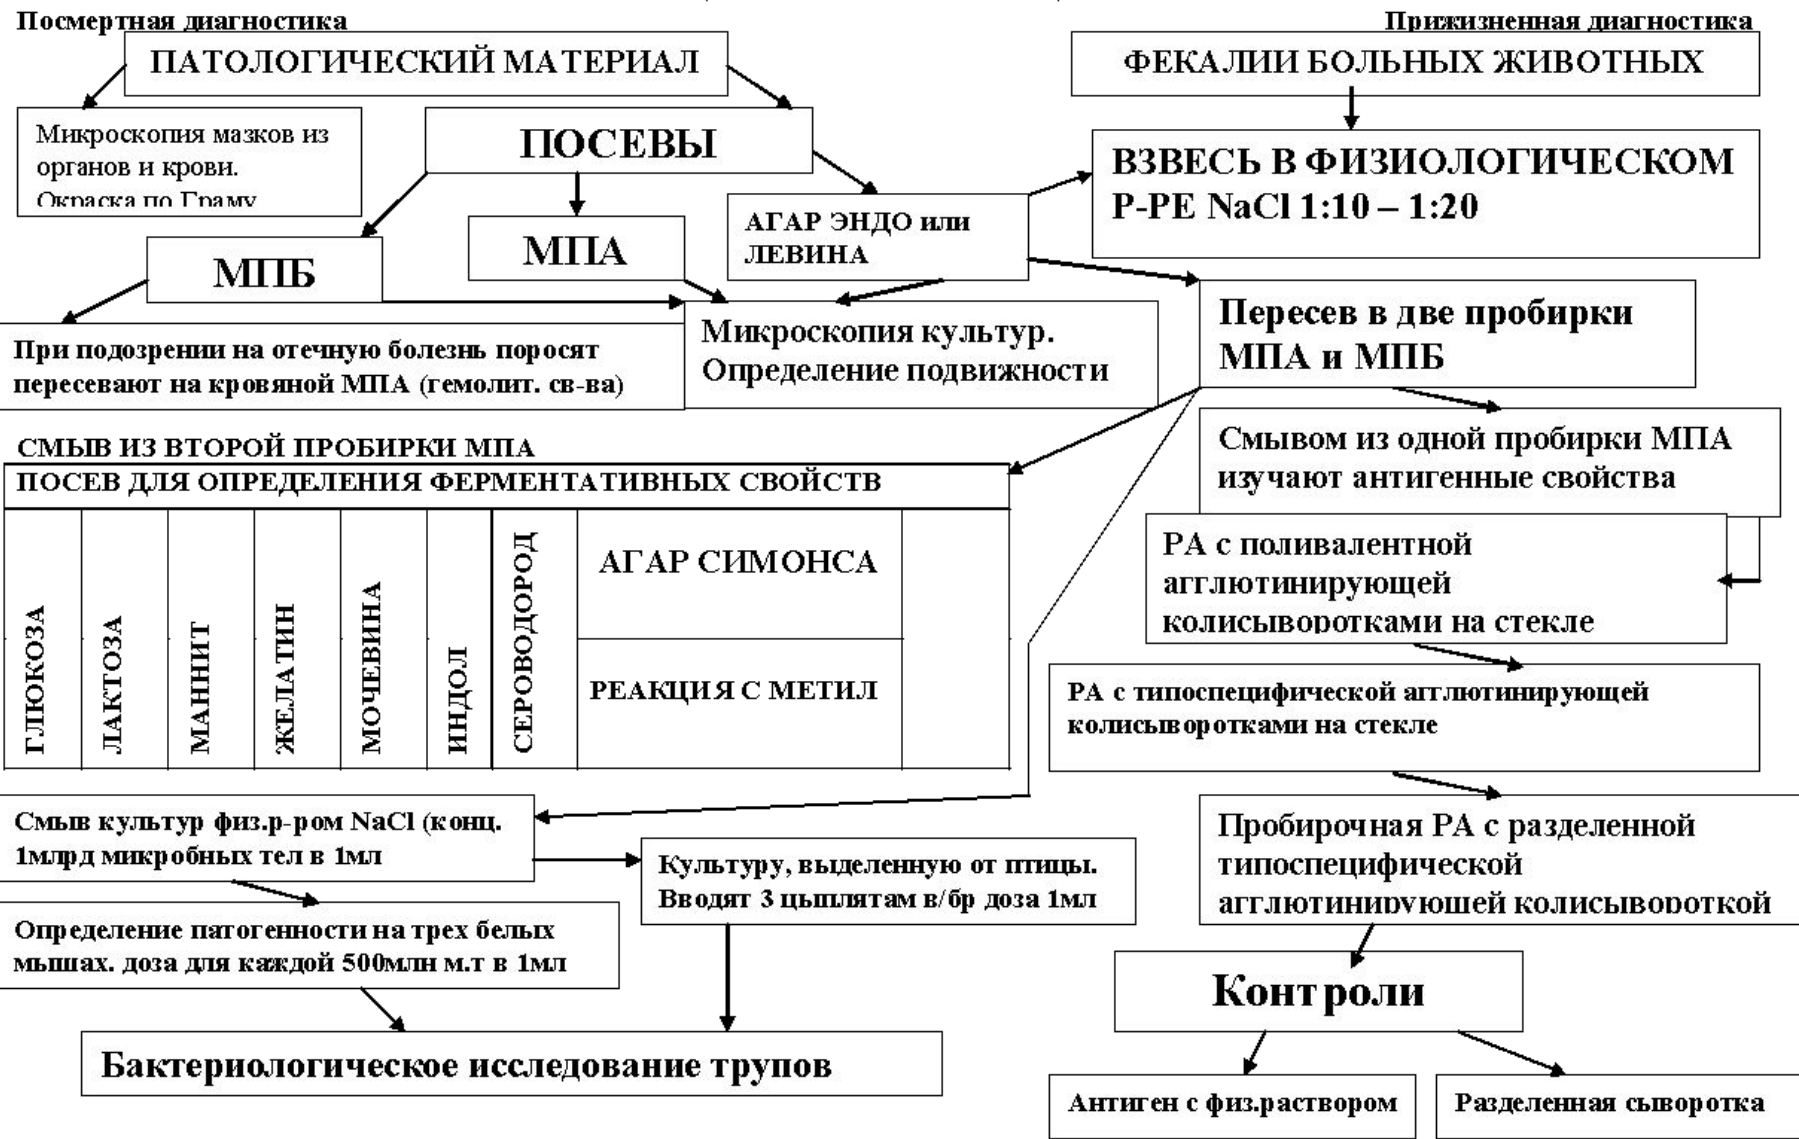 Посмертная диагностика
Прижизненная диагностика
ПАТОЛОГИЧЕСКИЙ МАТЕРИАЛ
ФЕКАЛИИ БОЛЬНЫХ ЖИВОТНЫХ
Микроскопия мазков из
органов и крови.
Окраска по Граму
ПОСЕВЫ
ВЗВЕСЬ В ФИЗИОЛОГИЧЕСКОМ
Р-РЕ NaCl 1:10 – 1:20
МПБ
МПА
АГАР ЭНДО или
ЛЕВИНА
При подозрении на отечную болезнь поросят
пересевают на кровяной МПА (гемолит. св-ва)
Микроскопия культур.
Определение подвижности
Пересев в две пробирки
МПА и МПБ
СМЫВ ИЗ ВТОРОЙ ПРОБИРКИ МПА
ПОСЕВ ДЛЯ ОПРЕДЕЛЕНИЯ ФЕРМЕНТАТИВНЫХ СВОЙСТВ
ГЛЮКОЗА
ЛАКТОЗА
МАННИТ
ЖЕЛАТИН
МОЧЕВИНА
ИНДОЛ
СЕРОВОДОРОД
АГАР СИМОНСА
РЕАКЦИЯ С МЕТИЛ
Смывом из одной пробирки МПА
изучают антигенные свойства
РА с поливалентной
агглютинирующей
колисыворотками на стекле
РА с типоспецифической агглютинирующей
колисыворотками на стекле
Пробирочная РА с разделенной
типоспецифической
агглютинирующей колисывороткой
Смыв культур физ.р-ром NaCl (конц.
1млрд микробных тел в 1мл
Культуру, выделенную от птицы.
Вводят 3 цыплятам в/бр доза 1мл
Определение патогенности на трех белых
мышах. доза для каждой 500млн м.т в 1мл
Контроли
Бактериологическое исследование трупов
Антиген с физ.раствором
Разделенная сыворотка